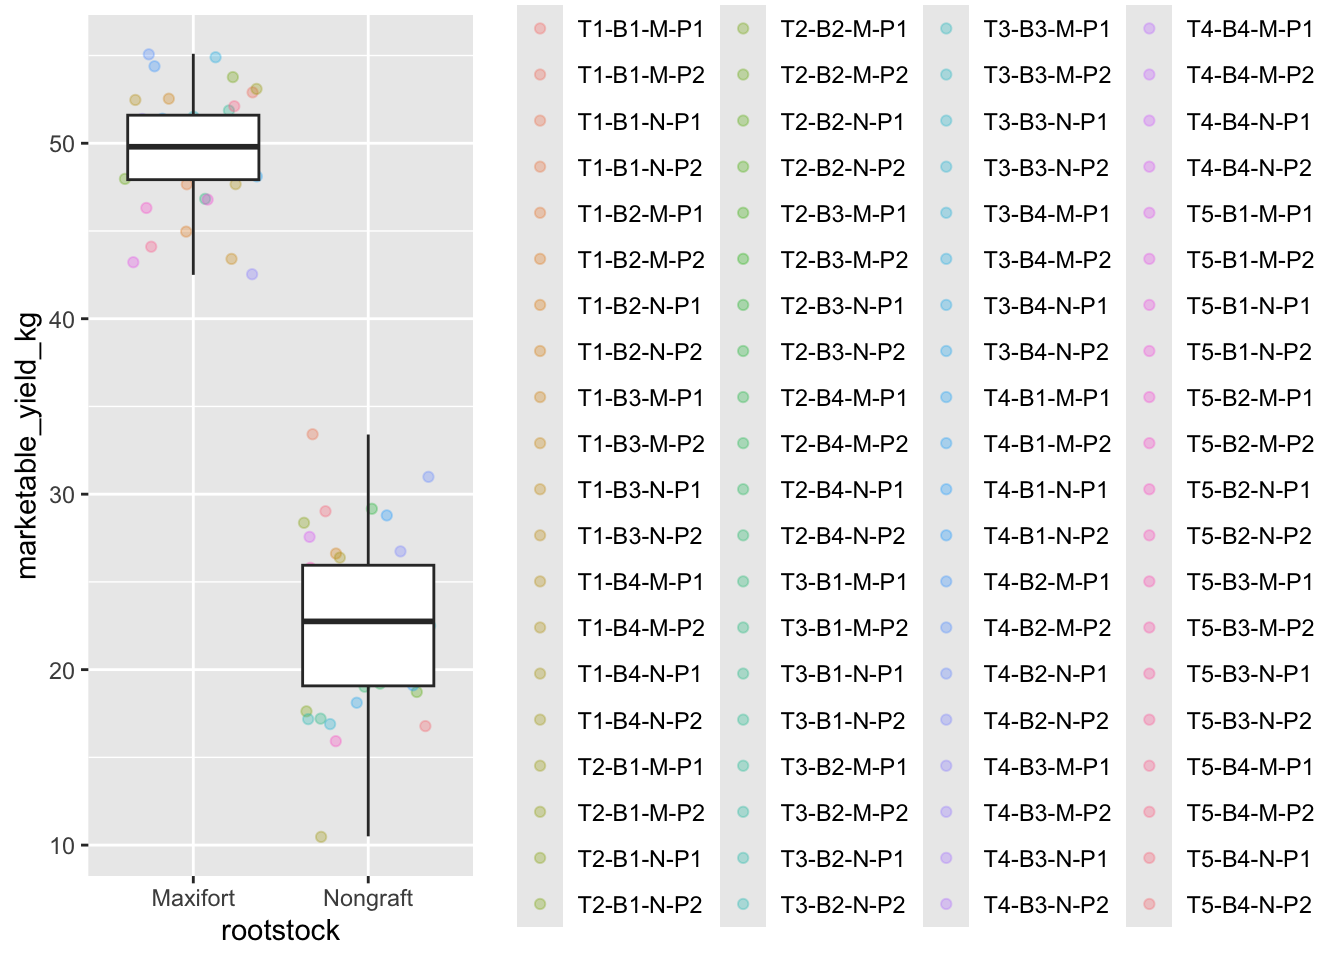 marketable_yield_kg
50
40
30
20
10
Maxifort
Nongraft
rootstock
T1-B1-M-P1
T1-B1-M-P2
T1-B1-N-P1
T1-B1-N-P2
T1-B2-M-P1
T1-B2-M-P2
T1-B2-N-P1
T1-B2-N-P2
T1-B3-M-P1
T1-B3-M-P2
T1-B3-N-P1
T1-B3-N-P2
T1-B4-M-P1
T1-B4-M-P2
T1-B4-N-P1
T1-B4-N-P2
T2-B1-M-P1
T2-B1-M-P2
T2-B1-N-P1
T2-B1-N-P2
T2-B2-M-P1
T2-B2-M-P2
T2-B2-N-P1
T2-B2-N-P2
T2-B3-M-P1
T2-B3-M-P2
T2-B3-N-P1
T2-B3-N-P2
T2-B4-M-P1
T2-B4-M-P2
T2-B4-N-P1
T2-B4-N-P2
T3-B1-M-P1
T3-B1-M-P2
T3-B1-N-P1
T3-B1-N-P2
T3-B2-M-P1
T3-B2-M-P2
T3-B2-N-P1
T3-B2-N-P2
T3-B3-M-P1
T3-B3-M-P2
T3-B3-N-P1
T3-B3-N-P2
T3-B4-M-P1
T3-B4-M-P2
T3-B4-N-P1
T3-B4-N-P2
T4-B1-M-P1
T4-B1-M-P2
T4-B1-N-P1
T4-B1-N-P2
T4-B2-M-P1
T4-B2-M-P2
T4-B2-N-P1
T4-B2-N-P2
T4-B3-M-P1
T4-B3-M-P2
T4-B3-N-P1
T4-B3-N-P2
T4-B4-M-P1
T4-B4-M-P2
T4-B4-N-P1
T4-B4-N-P2
T5-B1-M-P1
T5-B1-M-P2
T5-B1-N-P1
T5-B1-N-P2
T5-B2-M-P1
T5-B2-M-P2
T5-B2-N-P1
T5-B2-N-P2
T5-B3-M-P1
T5-B3-M-P2
T5-B3-N-P1
T5-B3-N-P2
T5-B4-M-P1
T5-B4-M-P2
T5-B4-N-P1
T5-B4-N-P2